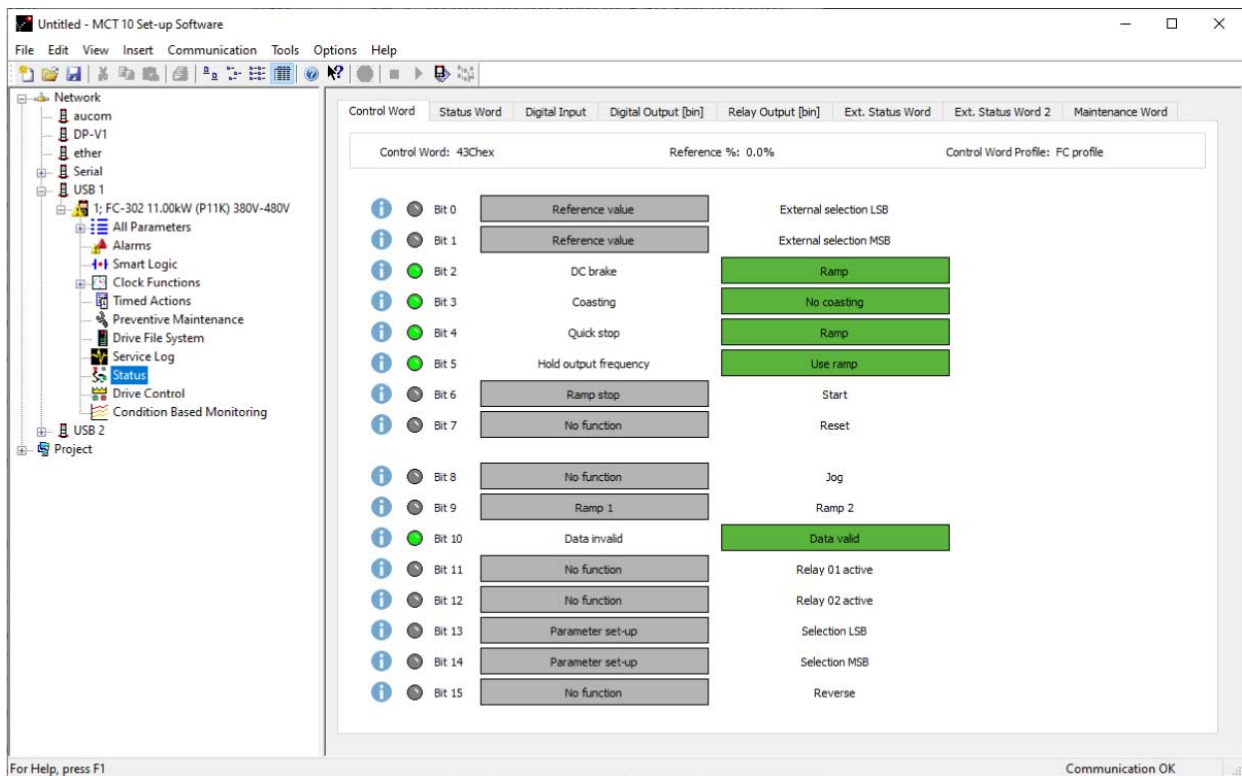 Untitled - MCT 10 Set-up Software
File Edit View Insert Communication Tools Options Help
Network
aucom
DP-V1
ether
Serial
USB 1
1; FC-302 11.00kW (P11K) 380V-480V
All Parameters
Alarms
Smart Logic
Clock Functions
Timed Actions
Preventive Maintenance
Drive File System
Service Log
Status
Drive Control
Condition Based Monitoring
USB 2
Project
Control Word Status Word Digital Input Digital Output [bin] Relay Output [bin] Ext. Status Word Ext. Status Word 2 Maintenance Word
Control Word: 43Chex Reference %: 0.0% Control Word Profile: FC profile
Bit 0 Reference value External selection LSB
Bit 1 Reference value External selection MSB
Bit 2 DC brake Ramp
Bit 3 Coasting No coasting
Bit 4 Quick stop Ramp
Bit 5 Hold output frequency Use ramp
Bit 6 Ramp stop Start
Bit 7 No function Reset
Bit 8 No function Jog
Bit 9 Ramp 1 Ramp 2
Bit 10 Data invalid Data valid
Bit 11 No function Relay 01 active
Bit 12 No function Relay 02 active
Bit 13 Parameter set-up Selection LSB
Bit 14 Parameter set-up Selection MSB
Bit 15 No function Reverse
For Help, press F1 Communication OK